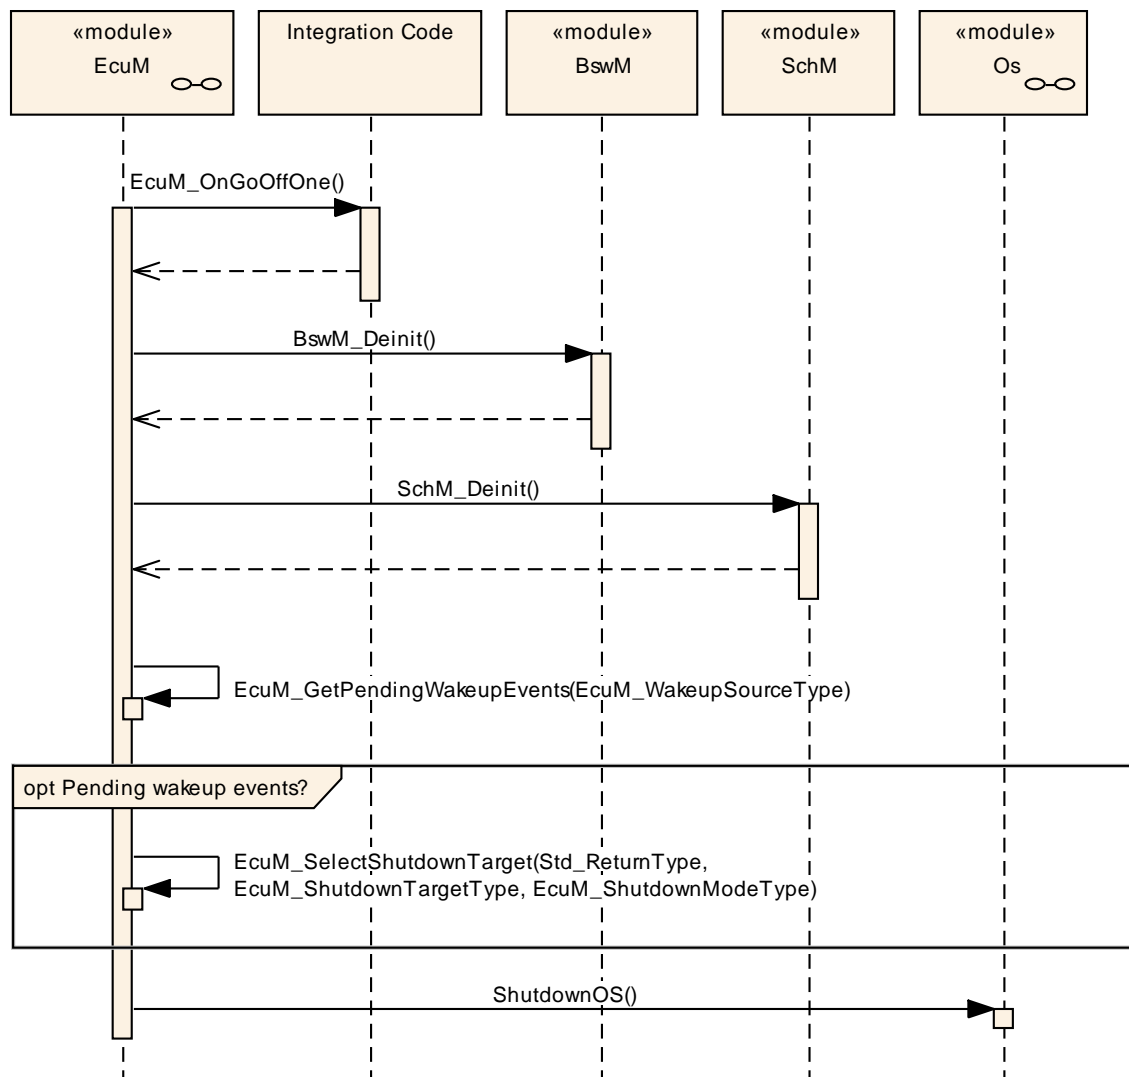 «module»
EcuM
Integration Code
«module»
BswM
«module»
SchM
«module»
Os
EcuM_OnGoOffOne()
BswM_Deinit()
SchM_Deinit()
EcuM_GetPendingWakeupEvents(EcuM_WakeupSourceType)
opt Pending wakeup events?
EcuM_SelectShutdownTarget(Std_ReturnType,
EcuM_ShutdownTargetType, EcuM_ShutdownModeType)
ShutdownOS()